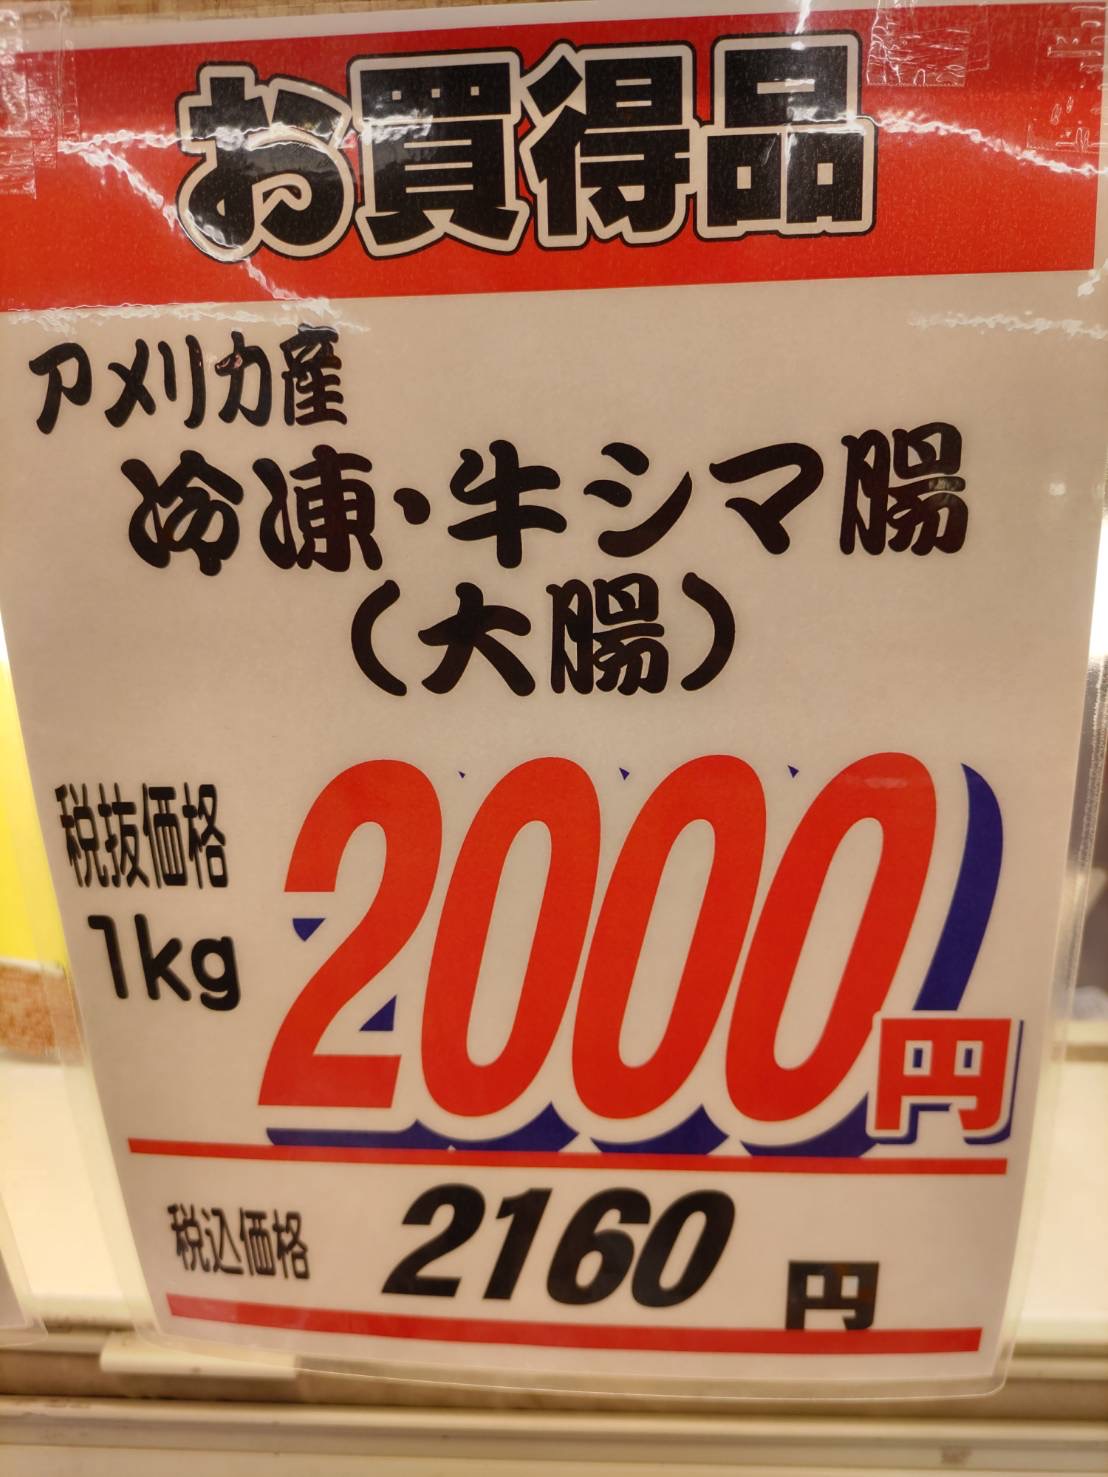 お買得品
アメリカ産
冷凍・牛シマ腸
（大腸）
税抜価格
1kg
2000円
税込価格 2160円